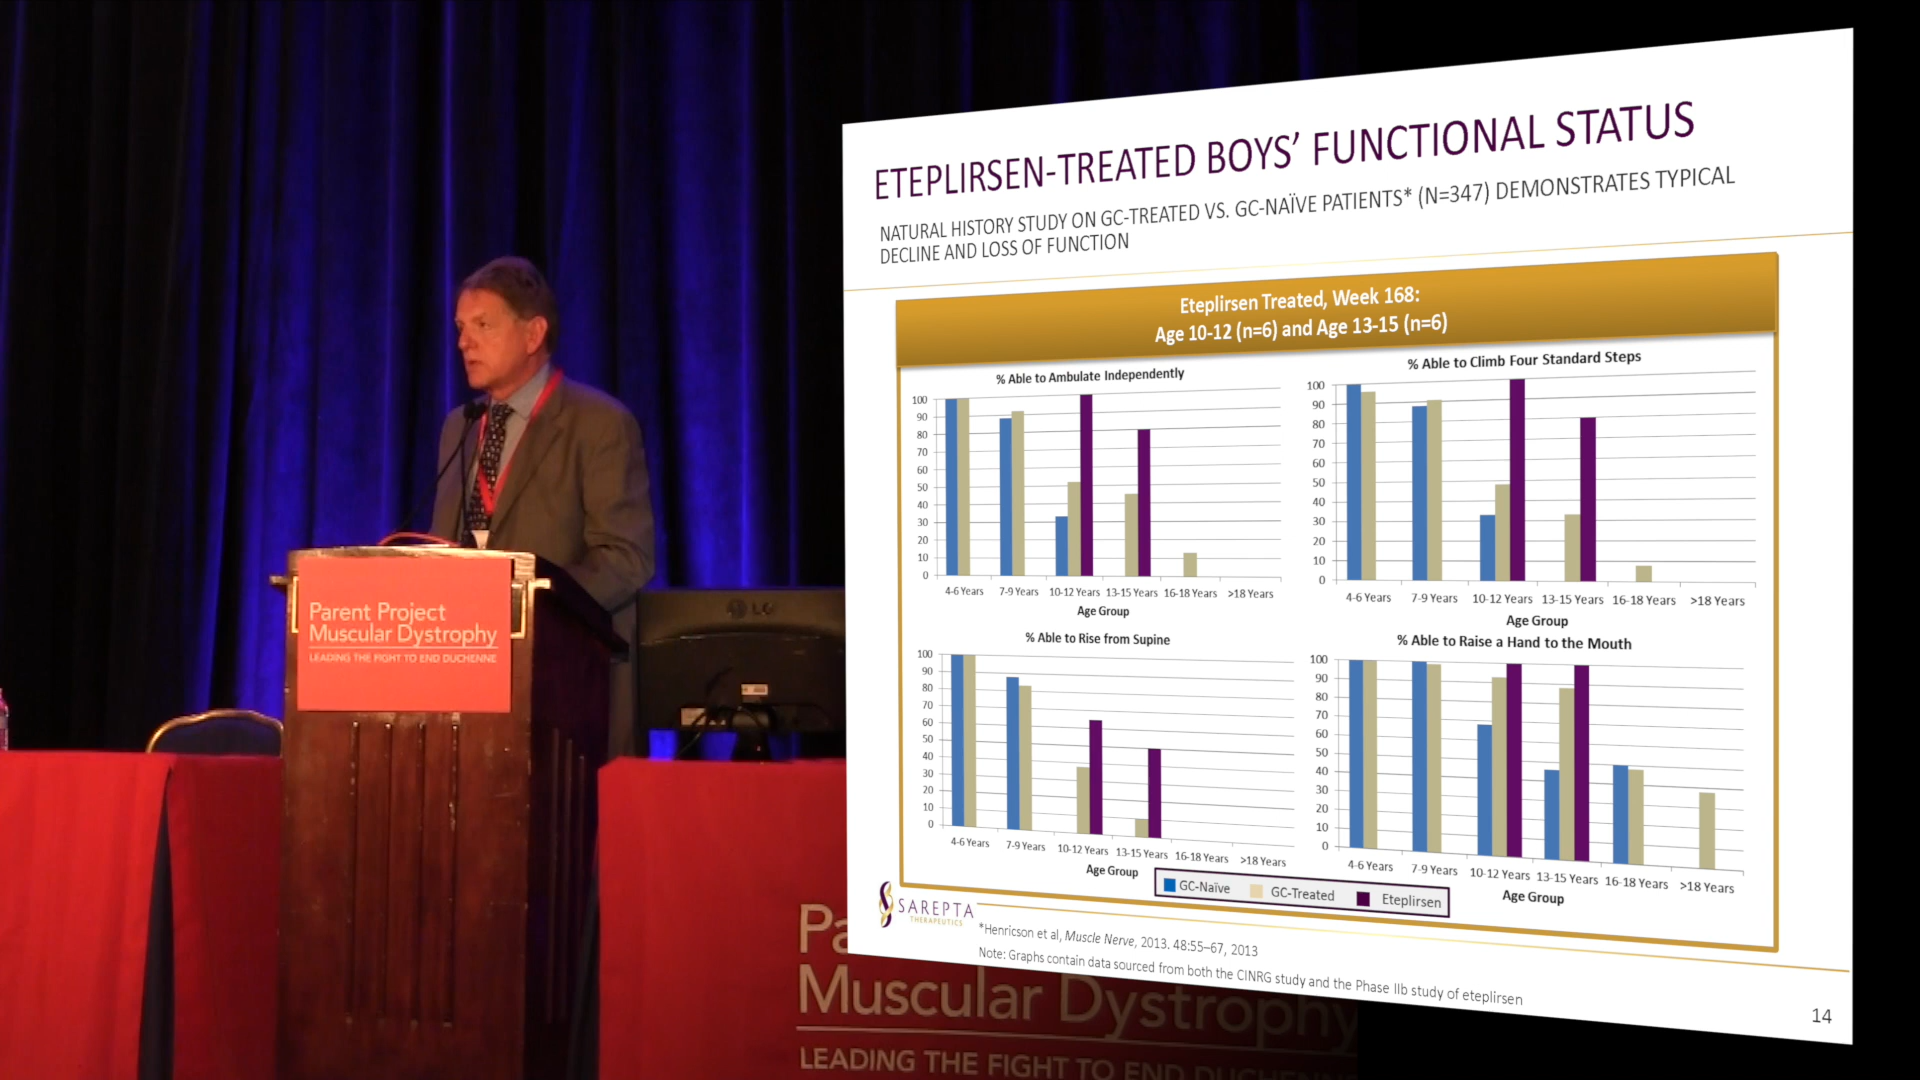 ETEPLIRSEN-TREATED BOYS’ FUNCTIONAL STATUS
NATURAL HISTORY STUDY ON GC-TREATED VS. GC-NAÏVE PATIENTS* (N=347) DEMONSTRATES TYPICAL
DECLINE AND LOSS OF FUNCTION
Eteplirsen Treated, Week 168:
Age 10-12 (n=6) and Age 13-15 (n=6)
% Able to Ambulate Independently
100
90
80
70
60
50
40
30
20
10
0
4-6 Years 7-9 Years 10-12 Years 13-15 Years 16-18 Years >18 Years
Age Group
% Able to Climb Four Standard Steps
100
90
80
70
60
50
40
30
20
10
0
4-6 Years 7-9 Years 10-12 Years 13-15 Years 16-18 Years >18 Years
Age Group
% Able to Rise from Supine
100
90
80
70
60
50
40
30
20
10
0
4-6 Years 7-9 Years 10-12 Years 13-15 Years 16-18 Years >18 Years
Age Group
% Able to Raise a Hand to the Mouth
100
90
80
70
60
50
40
30
20
10
0
4-6 Years 7-9 Years 10-12 Years 13-15 Years 16-18 Years >18 Years
Age Group
GC-Naïve GC-Treated Eteplirsen
SAREPTA
THERAPEUTICS
*Henricson et al, Muscle Nerve, 2013. 48:55–67, 2013
Note: Graphs contain data sourced from both the CINRG study and the Phase IIb study of eteplirsen
14
LG
Parent Project
Muscular Dystrophy
LEADING THE FIGHT TO END DUCHENNE
Pa
Muscular Dystrophy
LEADING THE FIGHT TO END DUCHENNE